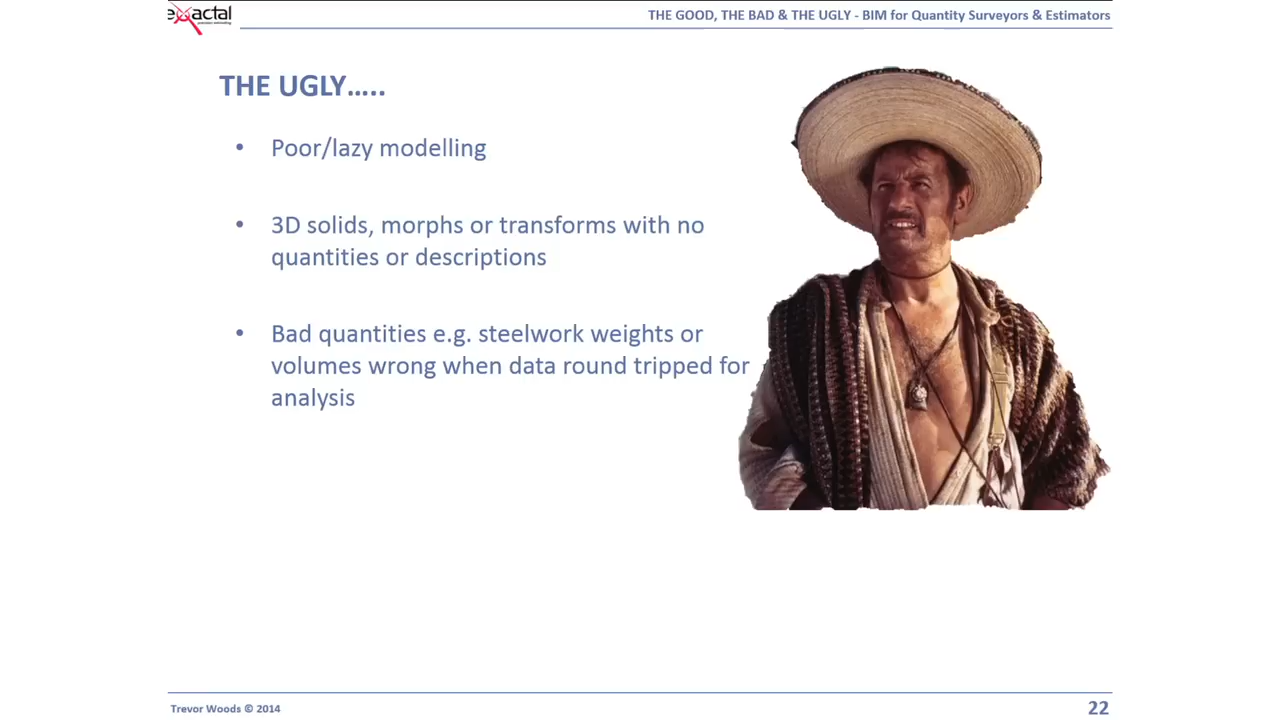 exactal
THE GOOD, THE BAD & THE UGLY - BIM for Quantity Surveyors & Estimators
THE UGLY.....
• Poor/lazy modelling
• 3D solids, morphs or transforms with no
quantities or descriptions
• Bad quantities e.g. steelwork weights or
volumes wrong when data round tripped for
analysis
Trevor Woods © 2014
22